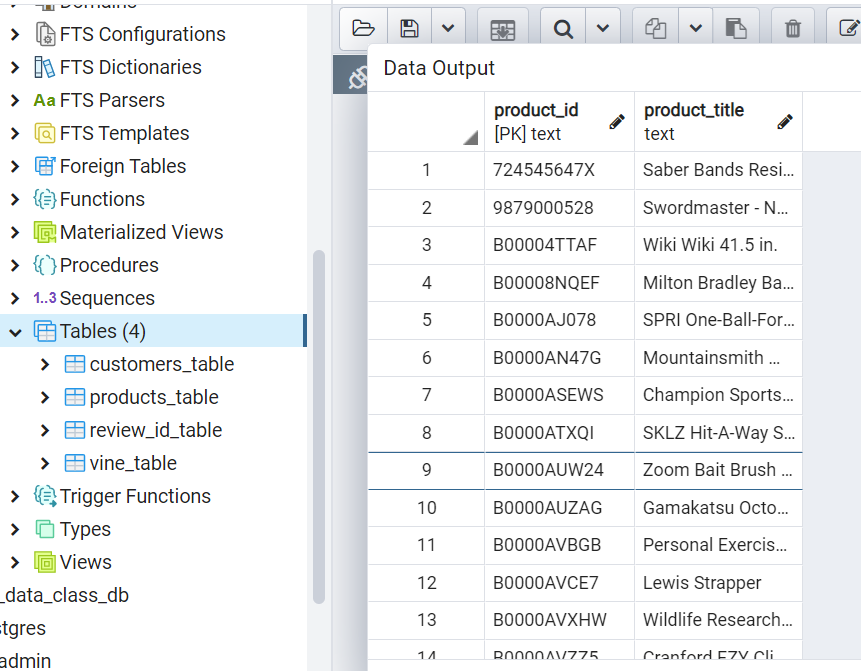 Domains
FTS Configurations
FTS Dictionaries
Aa FTS Parsers
FTS Templates
Foreign Tables
Functions
Materialized Views
Procedures
1..3 Sequences
Tables (4)
customers_table
products_table
review_id_table
vine_table
Trigger Functions
Types
Views
_data_class_db
stgres
admin
Data Output
product_id product_title
[PK] text text
1 724545647X Saber Bands Resi...
2 9879000528 Swordmaster - N...
3 B00004TTAF Wiki Wiki 41.5 in.
4 B00008NQEF Milton Bradley Ba...
5 B0000AJ078 SPRI One-Ball-For...
6 B0000AN47G Mountainsmith ...
7 B0000ASEWS Champion Sports...
8 B0000ATXQI SKLZ Hit-A-Way S...
9 B0000AUW24 Zoom Bait Brush ...
10 B0000AUZAG Gamakatsu Octo...
11 B0000AVBGB Personal Exercis...
12 B0000AVCE7 Lewis Strapper
13 B0000AVXHW Wildlife Research...
14 B0000AVZZ5 Cranford EZY Cli